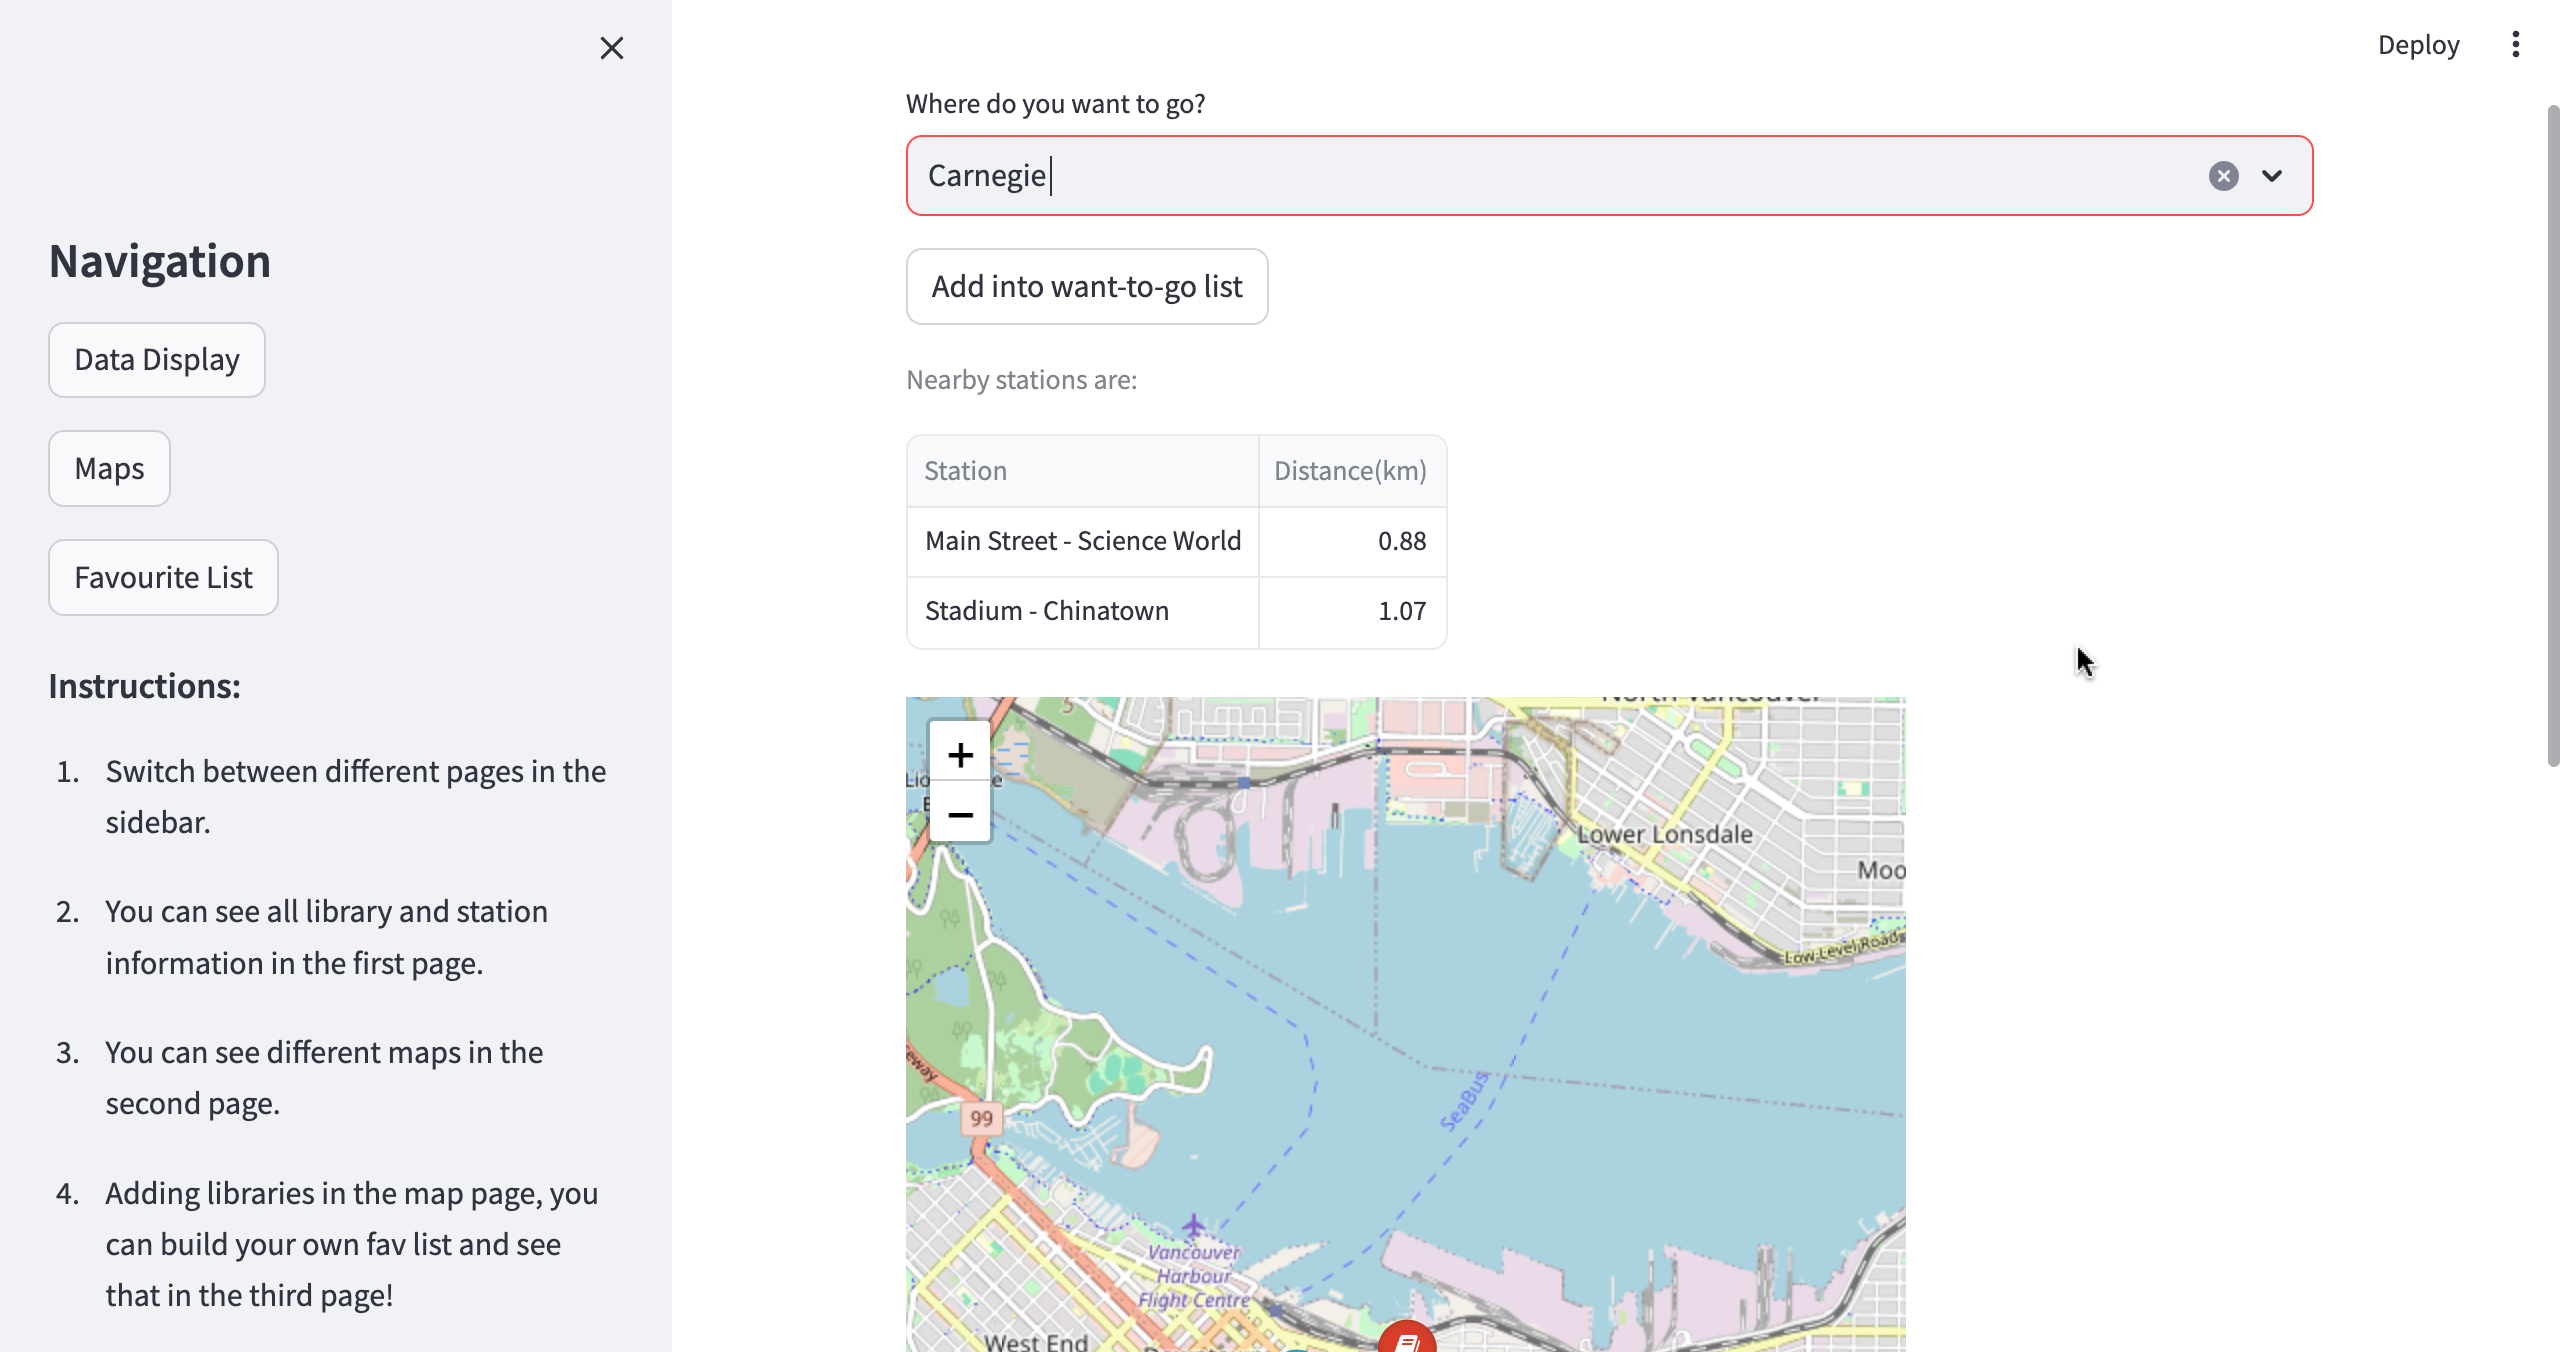 Deploy
Where do you want to go?
Carnegie
Add into want-to-go list
Nearby stations are:
Station Distance(km)
Main Street - Science World 0.88
Stadium - Chinatown 1.07
Navigation
Data Display
Maps
Favourite List
Instructions:
1. Switch between different pages in the
sidebar.
2. You can see all library and station
information in the first page.
3. You can see different maps in the
second page.
4. Adding libraries in the map page, you
can build your own fav list and see
that in the third page!
+
−
North Vancouver
5
Lower Lonsdale
Moo
Low Level Road
SeaBus
99
Vancouver
Harbour
Flight Centre
West End